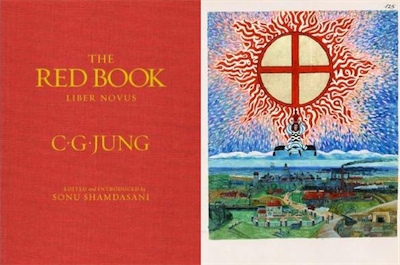 THE
RED BOOK
LIBER NOVUS
C·G·JUNG
EDITED and INTRODUCED by
SONU SHAMDASANI
125